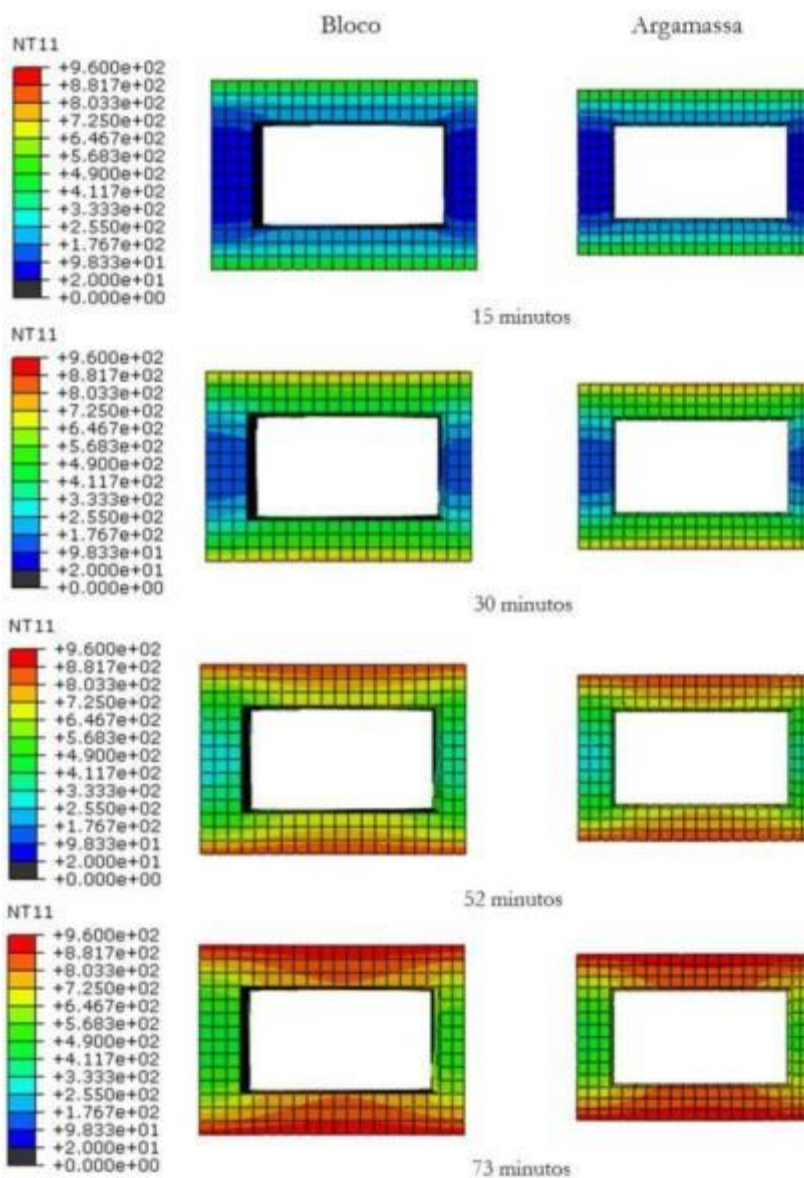 Bloco
Argamassa
NT11
+9.600e+02
+8.817e+02
+8.033e+02
+7.250e+02
+6.467e+02
+5.683e+02
+4.900e+02
+4.117e+02
+3.333e+02
+2.550e+02
+1.767e+02
+9.833e+01
+2.000e+01
+0.000e+00
15 minutos
NT11
+9.600e+02
+8.817e+02
+8.033e+02
+7.250e+02
+6.467e+02
+5.683e+02
+4.900e+02
+4.117e+02
+3.333e+02
+2.550e+02
+1.767e+02
+9.833e+01
+2.000e+01
+0.000e+00
30 minutos
NT11
+9.600e+02
+8.817e+02
+8.033e+02
+7.250e+02
+6.467e+02
+5.683e+02
+4.900e+02
+4.117e+02
+3.333e+02
+2.550e+02
+1.767e+02
+9.833e+01
+2.000e+01
+0.000e+00
52 minutos
NT11
+9.600e+02
+8.817e+02
+8.033e+02
+7.250e+02
+6.467e+02
+5.683e+02
+4.900e+02
+4.117e+02
+3.333e+02
+2.550e+02
+1.767e+02
+9.833e+01
+2.000e+01
+0.000e+00
73 minutos